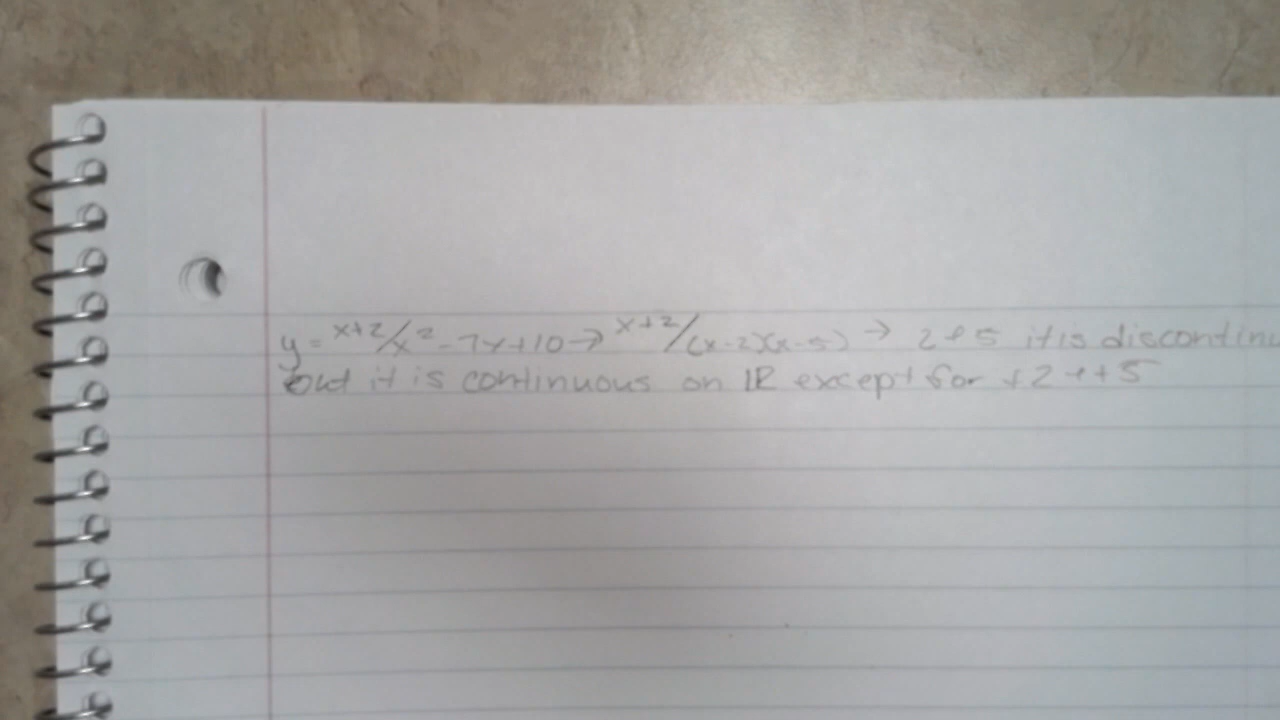 y = x+2/x²-7x+10 → x+2/(x-2)(x-5) → 2 + 5 it is discontinu
but it is continuous on ℝ except for +2 + +5